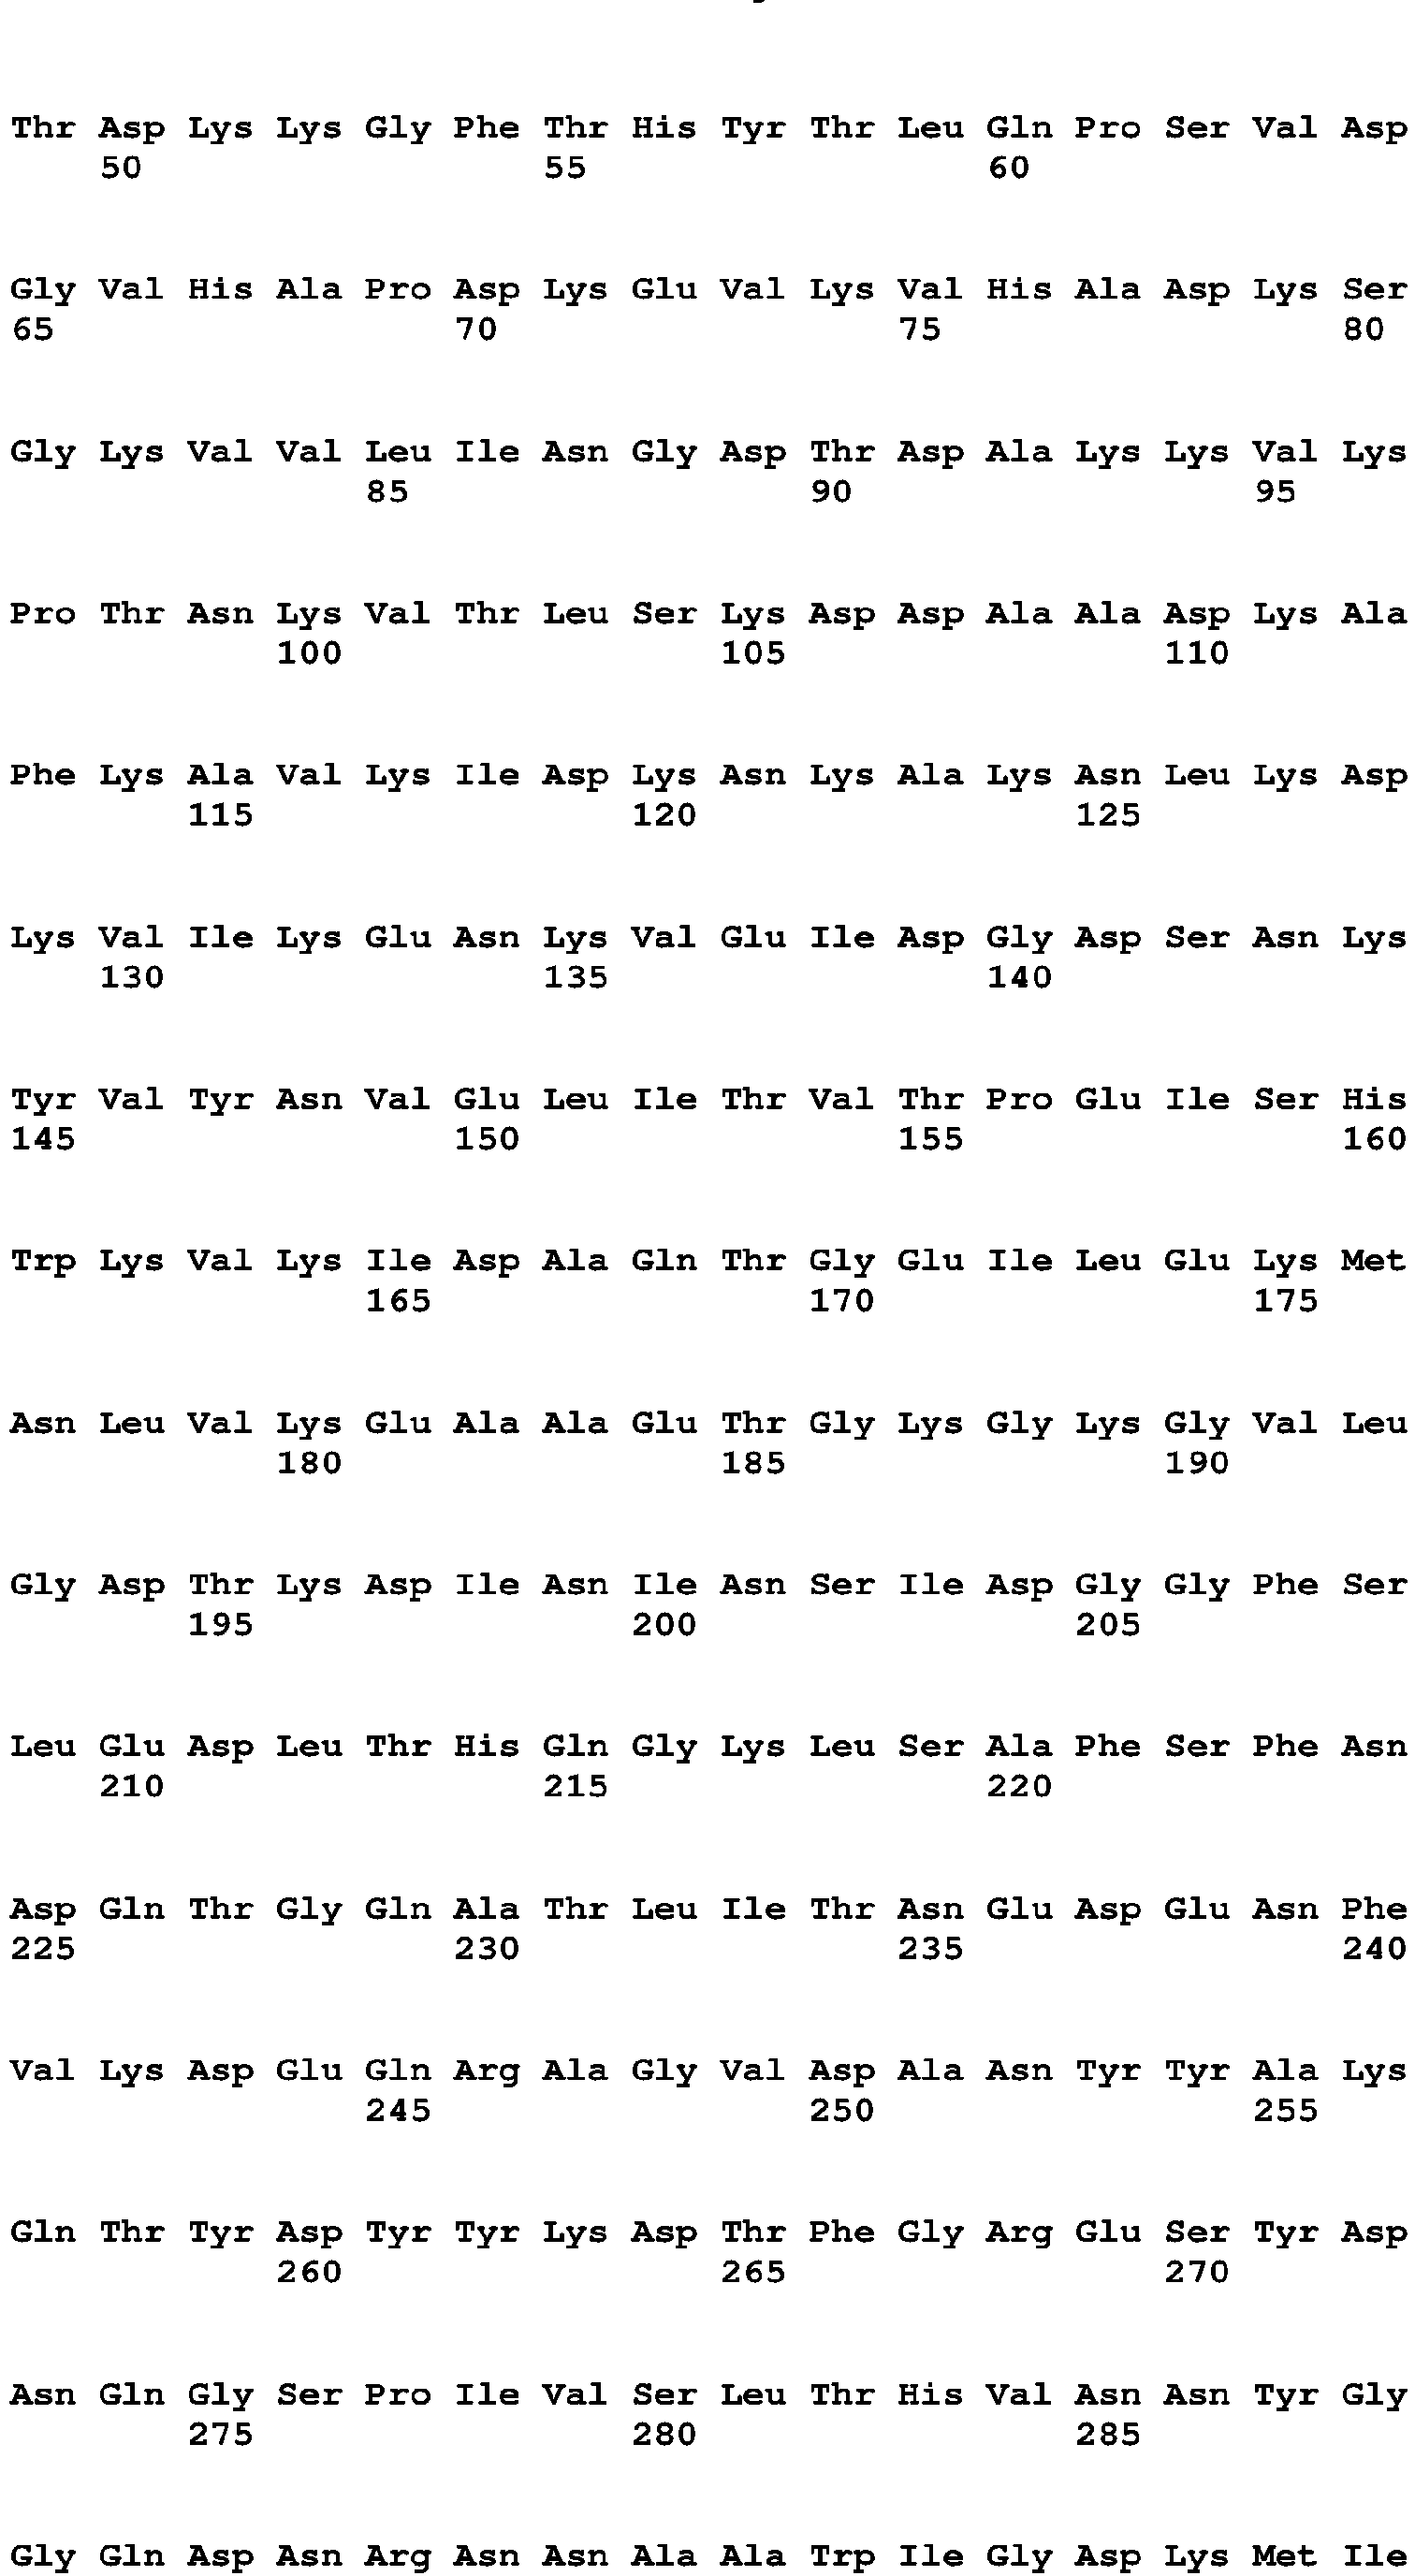 Thr Asp Lys Lys Gly Phe Thr His Tyr Thr Leu Gln Pro Ser Val Asp
50 55 60
Gly Val His Ala Pro Asp Lys Glu Val Lys Val His Ala Asp Lys Ser
65 70 75 80
Gly Lys Val Val Leu Ile Asn Gly Asp Thr Asp Ala Lys Lys Val Lys
85 90 95
Pro Thr Asn Lys Val Thr Leu Ser Lys Asp Asp Ala Ala Asp Lys Ala
100 105 110
Phe Lys Ala Val Lys Ile Asp Lys Asn Lys Ala Lys Asn Leu Lys Asp
115 120 125
Lys Val Ile Lys Glu Asn Lys Val Glu Ile Asp Gly Asp Ser Asn Lys
130 135 140
Tyr Val Tyr Asn Val Glu Leu Ile Thr Val Thr Pro Glu Ile Ser His
145 150 155 160
Trp Lys Val Lys Ile Asp Ala Gln Thr Gly Glu Ile Leu Glu Lys Met
165 170 175
Asn Leu Val Lys Glu Ala Ala Glu Thr Gly Lys Gly Lys Gly Val Leu
180 185 190
Gly Asp Thr Lys Asp Ile Asn Ile Asn Ser Ile Asp Gly Gly Phe Ser
195 200 205
Leu Glu Asp Leu Thr His Gln Gly Lys Leu Ser Ala Phe Ser Phe Asn
210 215 220
Asp Gln Thr Gly Gln Ala Thr Leu Ile Thr Asn Glu Asp Glu Asn Phe
225 230 235 240
Val Lys Asp Glu Gln Arg Ala Gly Val Asp Ala Asn Tyr Tyr Ala Lys
245 250 255
Gln Thr Tyr Asp Tyr Tyr Lys Asp Thr Phe Gly Arg Glu Ser Tyr Asp
260 265 270
Asn Gln Gly Ser Pro Ile Val Ser Leu Thr His Val Asn Asn Tyr Gly
275 280 285
Gly Gln Asp Asn Arg Asn Asn Ala Ala Trp Ile Gly Asp Lys Met Ile